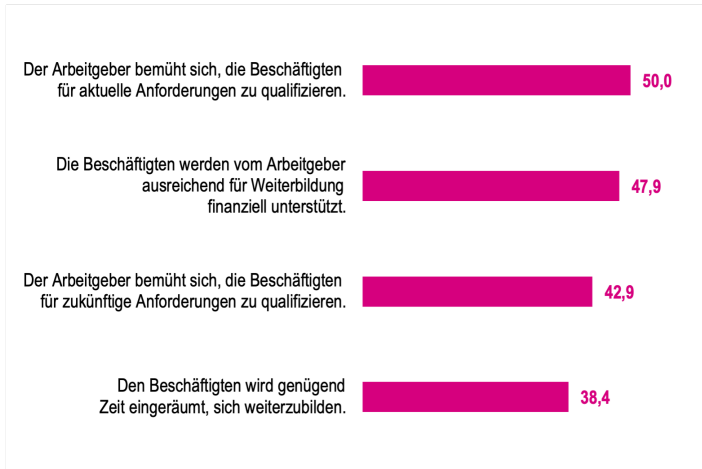 Der Arbeitgeber bemüht sich, die Beschäftigten
für aktuelle Anforderungen zu qualifizieren.
50,0
Die Beschäftigten werden vom Arbeitgeber
ausreichend für Weiterbildung
finanziell unterstützt.
47,9
Der Arbeitgeber bemüht sich, die Beschäftigten
für zukünftige Anforderungen zu qualifizieren.
42,9
Den Beschäftigten wird genügend
Zeit eingeräumt, sich weiterzubilden.
38,4